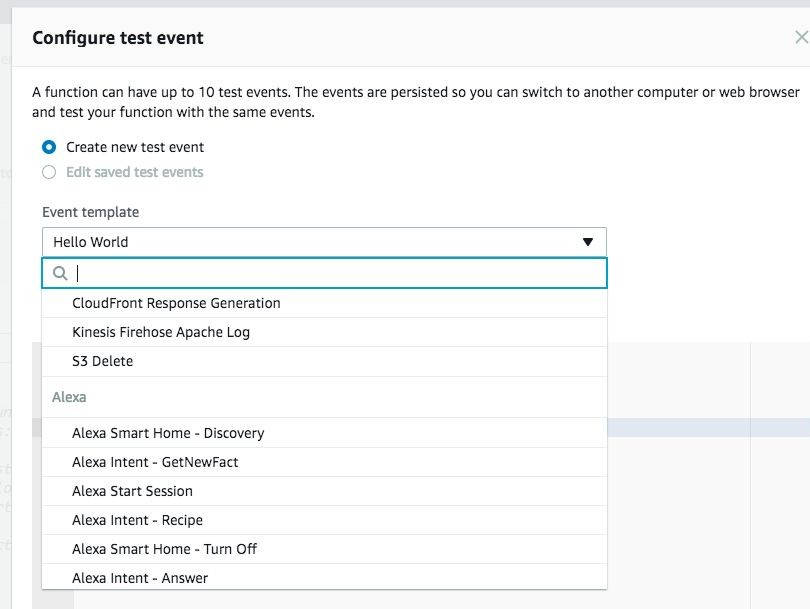 Configure test event
A function can have up to 10 test events. The events are persisted so you can switch to another computer or web browser
and test your function with the same events.
Create new test event
Edit saved test events
Event template
Hello World
CloudFront Response Generation
Kinesis Firehose Apache Log
S3 Delete
Alexa
Alexa Smart Home - Discovery
Alexa Intent - GetNewFact
Alexa Start Session
Alexa Intent - Recipe
Alexa Smart Home - Turn Off
Alexa Intent - Answer